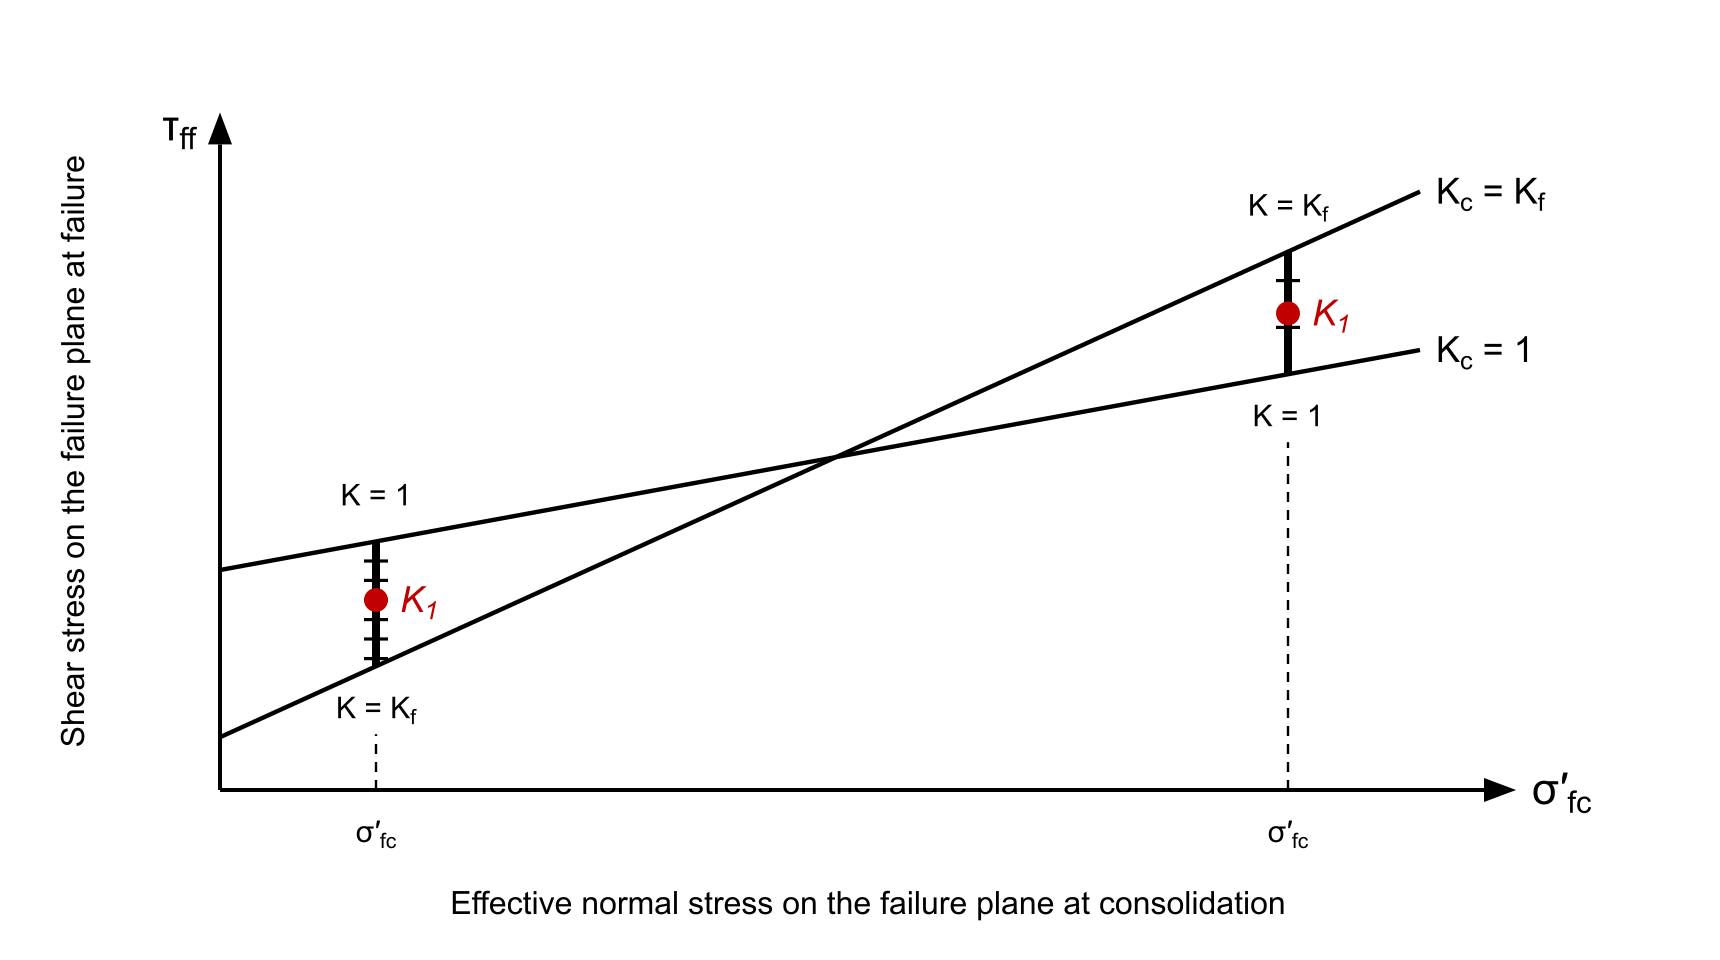 τff
Shear stress on the failure plane at failure
K = Kf
Kc = Kf
K1
Kc = 1
K = 1
K = 1
K1
K = Kf
σ′fc
σ′fc
σ′fc
Effective normal stress on the failure plane at consolidation